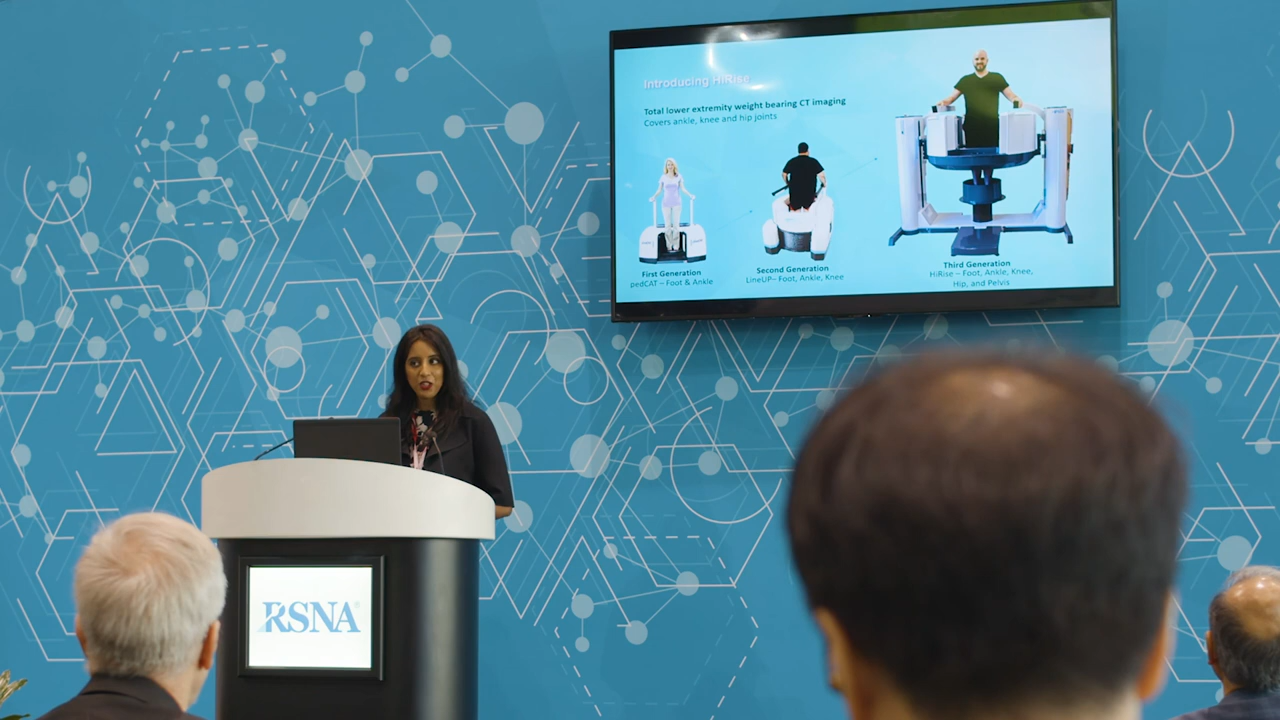 Introducing HiRise
Total lower extremity weight bearing CT imaging
Covers ankle, knee and hip joints
First Generation
pedCAT – Foot & Ankle
Second Generation
LineUP– Foot, Ankle, Knee
Third Generation
HiRise – Foot, Ankle, Knee,
Hip, and Pelvis
RSNA®